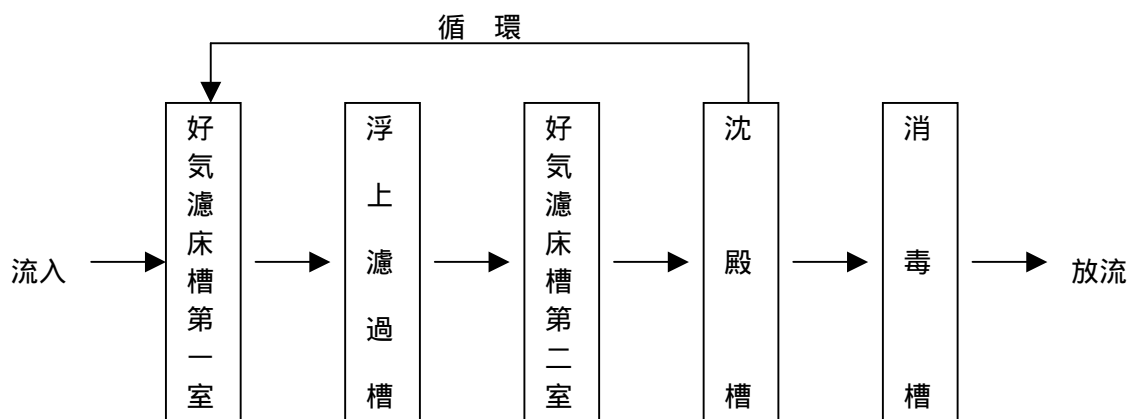 循 環
流入
好気濾床槽第一室
浮上濾過槽
好気濾床槽第二室
沈殿槽
消毒槽
放流